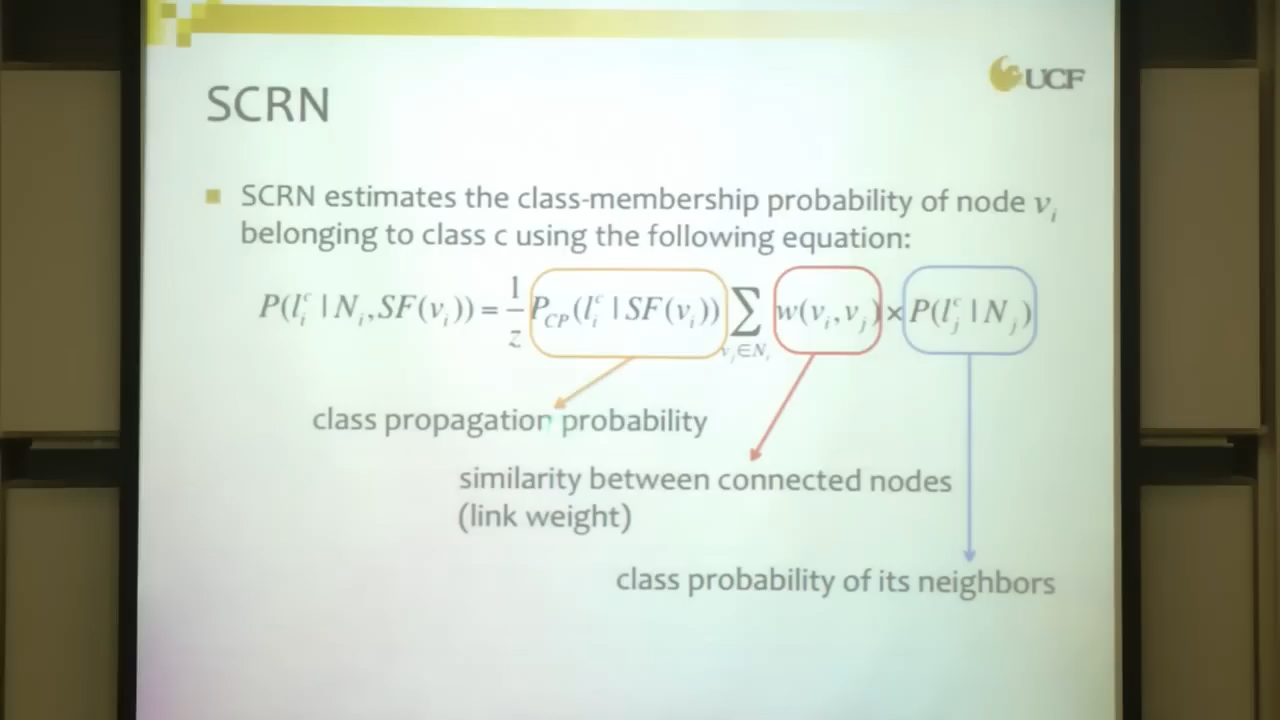 UCF
SCRN
SCRN estimates the class-membership probability of node v_i
belonging to class c using the following equation:
P(l_i^c | N_i, SF(v_i)) = 1/z P_CP(l_i^c | SF(v_i)) ∑_{v_j∈N_i} w(v_i, v_j) × P(l_j^c | N_j)
class propagation probability
similarity between connected nodes
(link weight)
class probability of its neighbors